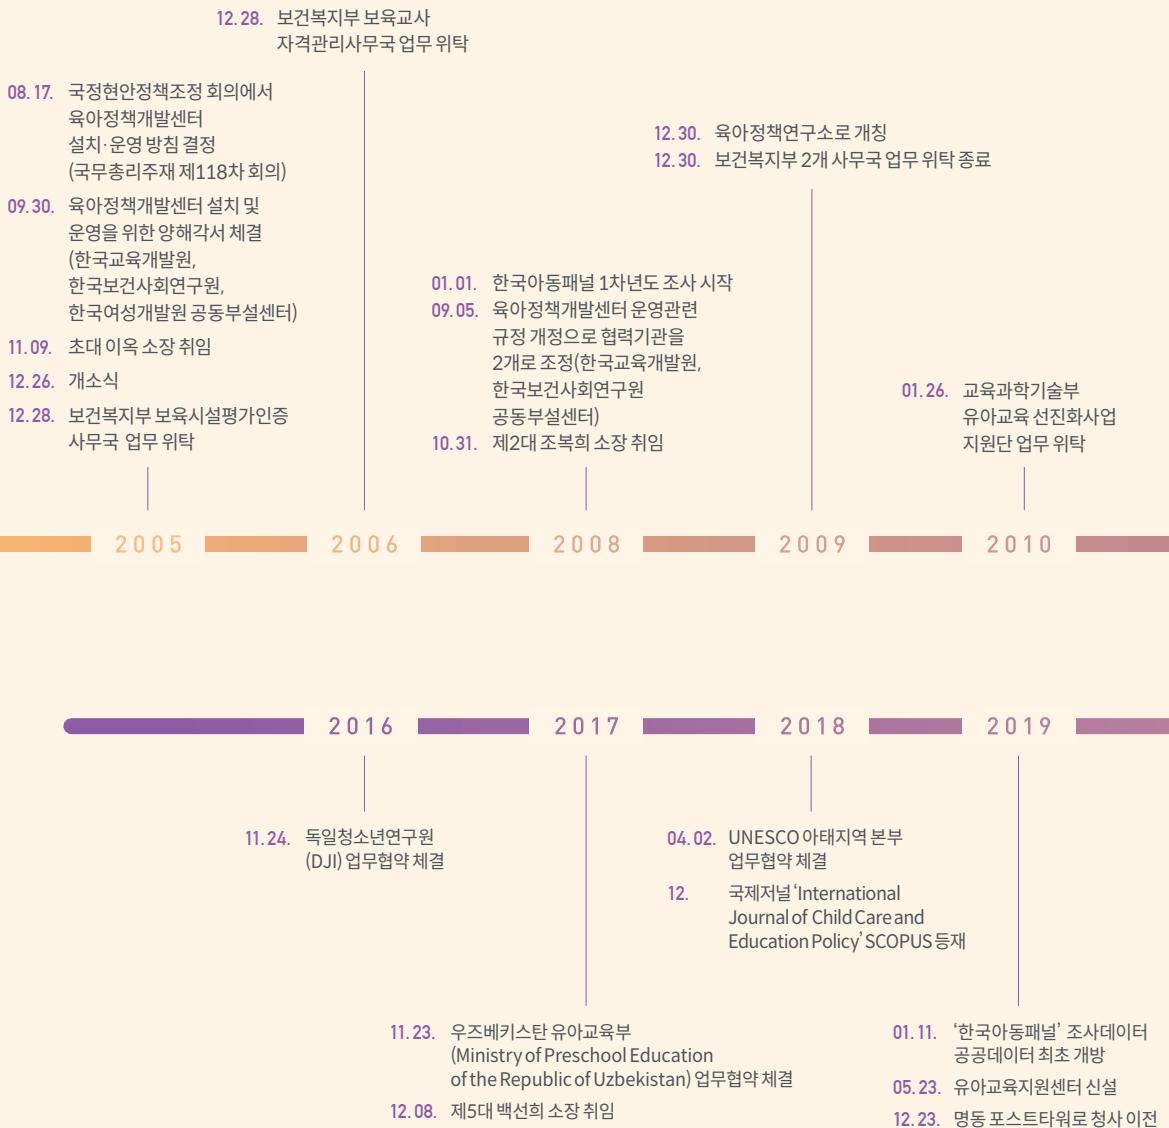 12. 28. 보건복지부 보육교사
자격관리사무국 업무 위탁
08. 17. 국정현안정책조정 회의에서
육아정책개발센터
설치·운영 방침 결정
(국무총리주재 제118차 회의)
09. 30. 육아정책개발센터 설치 및
운영을 위한 양해각서 체결
(한국교육개발원,
한국보건사회연구원,
한국여성개발원 공동부설센터)
11. 09. 초대 이옥 소장 취임
12. 26. 개소식
12. 28. 보건복지부 보육시설평가인증
사무국 업무 위탁
01. 01. 한국아동패널 1차년도 조사 시작
09. 05. 육아정책개발센터 운영관련
규정 개정으로 협력기관을
2개로 조정(한국교육개발원,
한국보건사회연구원
공동부설센터)
10. 31. 제2대 조복희 소장 취임
12. 30. 육아정책연구소로 개칭
12. 30. 보건복지부 2개 사무국 업무 위탁 종료
01. 26. 교육과학기술부
유아교육 선진화사업
지원단 업무 위탁
2005 2006 2008 2009 2010
2016 2017 2018 2019
11. 24. 독일청소년연구원
(DJI) 업무협약 체결
11. 23. 우즈베키스탄 유아교육부
(Ministry of Preschool Education
of the Republic of Uzbekistan) 업무협약 체결
12. 08. 제5대 백선희 소장 취임
04. 02. UNESCO 아태지역 본부
업무협약 체결
12. 국제저널 ‘International
Journal of Child Care and
Education Policy’ SCOPUS 등재
01. 11. ‘한국아동패널’ 조사데이터
공공데이터 최초 개방
05. 23. 유아교육지원센터 신설
12. 23. 명동 포스트타워로 청사 이전